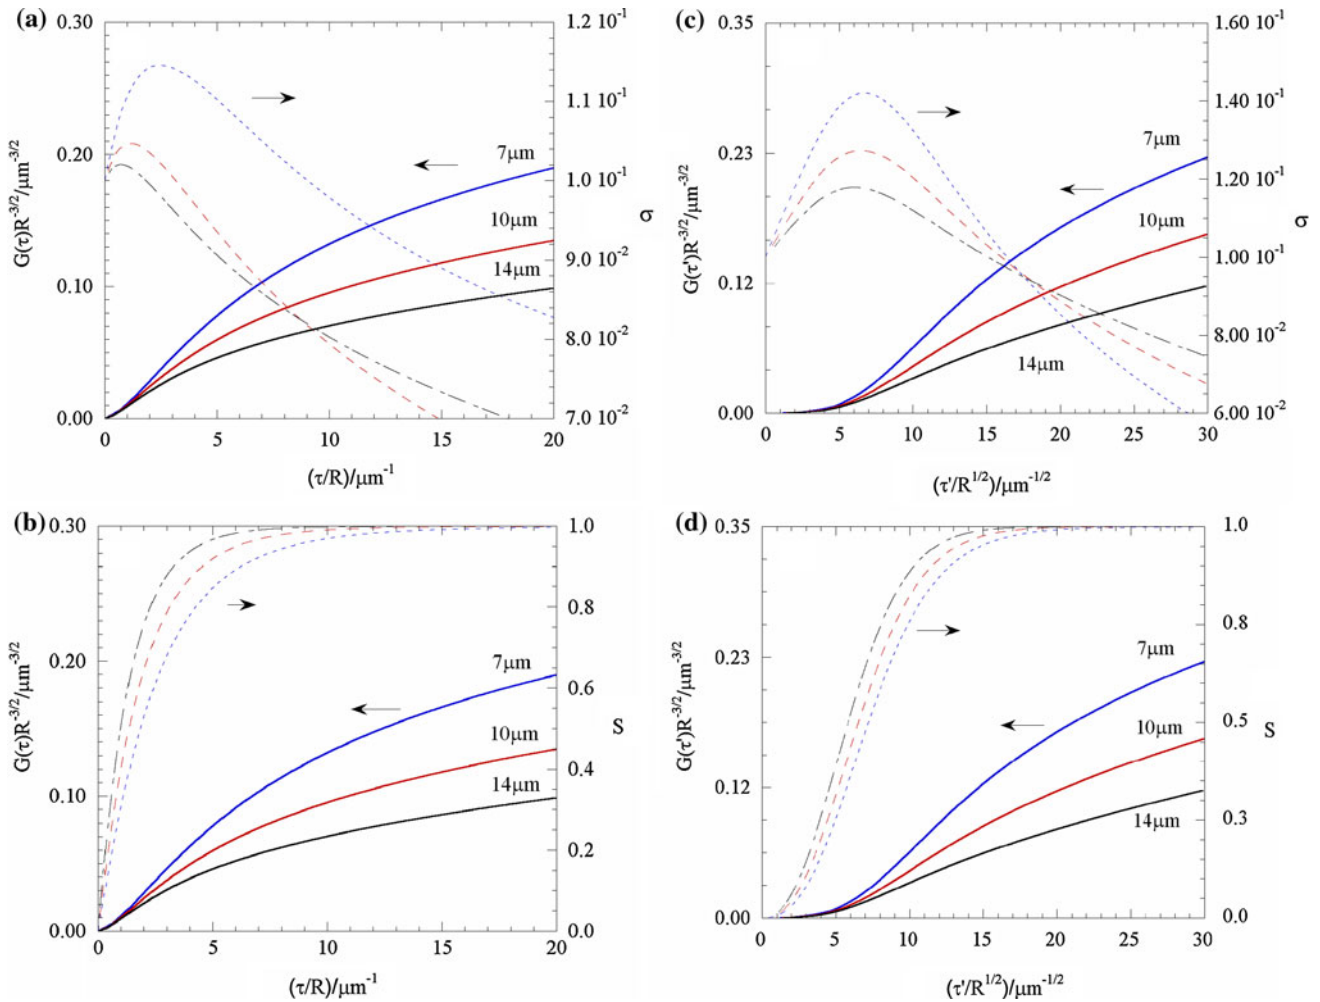 (a)
0.30
0.20
0.10
0.00
G(τ)R^-3/2/μm^-3/2
1.2 10^-1
1.1 10^-1
1.0 10^-1
9.0 10^-2
8.0 10^-2
7.0 10^-2
σ
7μm
10μm
14μm
0 5 10 15 20
(τ/R)/μm^-1
(c)
0.35
0.23
0.12
0.00
G(τ')R^-3/2/μm^-3/2
1.60 10^-1
1.40 10^-1
1.20 10^-1
1.00 10^-1
8.00 10^-2
6.00 10^-2
σ
7μm
10μm
14μm
0 5 10 15 20 25 30
(τ'/R^1/2)/μm^-1/2
(b)
0.30
0.20
0.10
0.00
G(τ)R^-3/2/μm^-3/2
1.0
0.8
0.6
0.4
0.2
0.0
S
7μm
10μm
14μm
0 5 10 15 20
(τ/R)/μm^-1
(d)
0.35
0.23
0.12
0.00
G(τ')R^-3/2/μm^-3/2
1.0
0.8
0.5
0.3
0.0
S
7μm
10μm
14μm
0 5 10 15 20 25 30
(τ'/R^1/2)/μm^-1/2